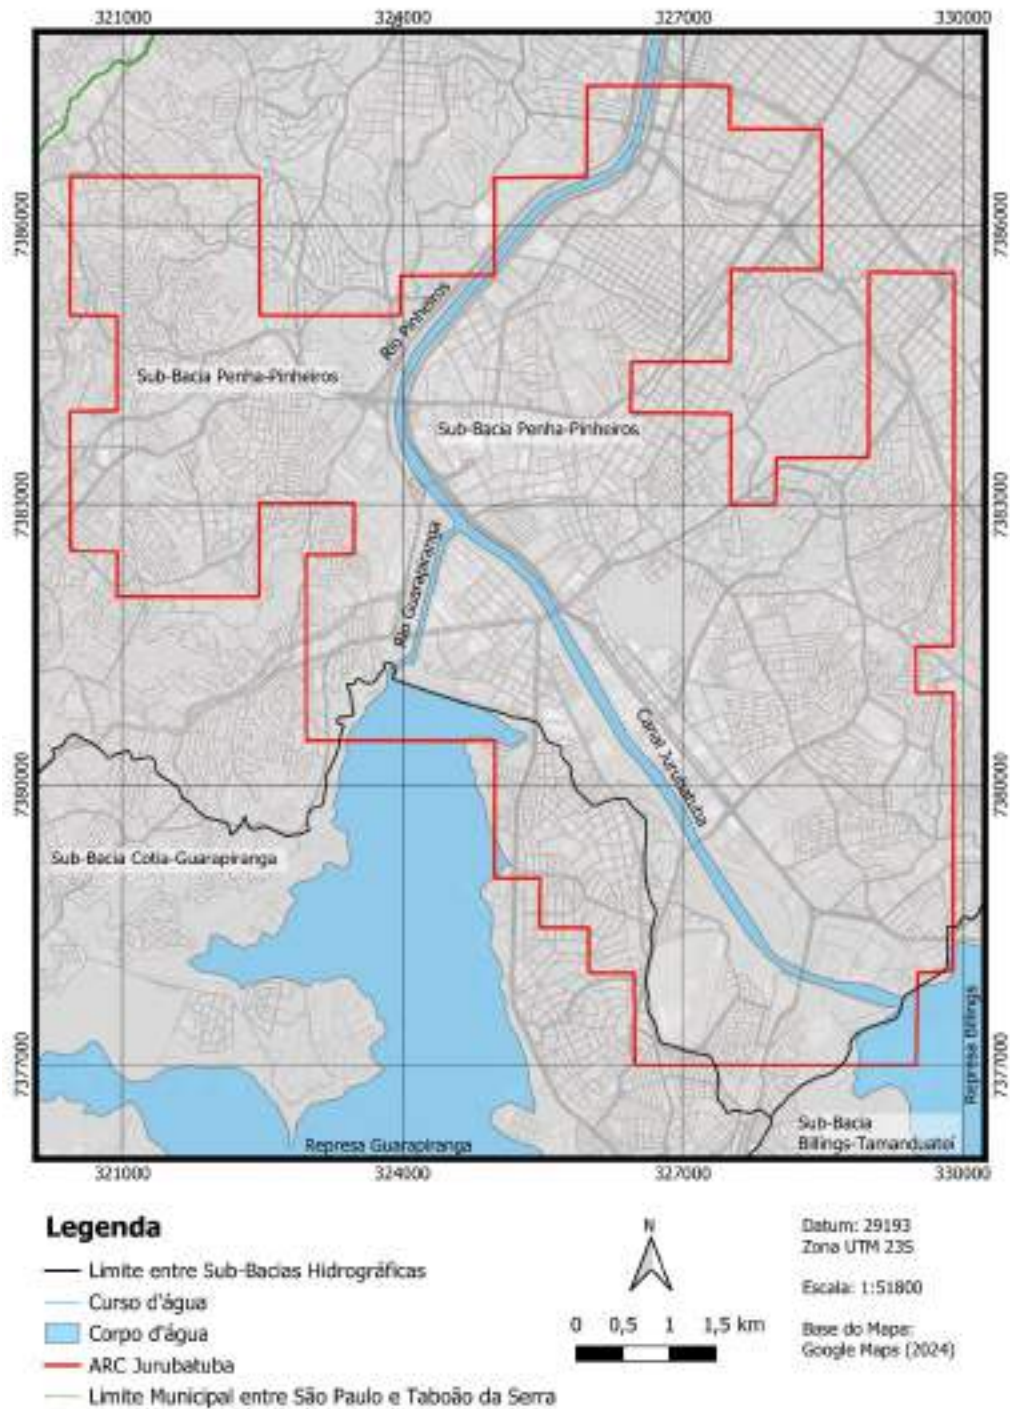 321000 324000 327000 330000
7386000 7386000
Rio Pinheiros
Sub-Bacia Penha-Pinheiros
Sub-Bacia Penha-Pinheiros
7383000 7383000
Rio Guarapiranga
Canal Jurubatuba
7380000 7380000
Sub-Bacia Cotia-Guarapiranga
7377000 7377000
Represa Billings
Sub-Bacia
Billings-Tamanduateí
Represa Guarapiranga
321000 324000 327000 330000
Legenda
Limite entre Sub-Bacias Hidrográficas
Curso d'água
Corpo d'água
ARC Jurubatuba
Limite Municipal entre São Paulo e Taboão da Serra
N
0 0,5 1 1,5 km
Datum: 29193
Zona UTM 23S
Escala: 1:51800
Base do Mapa:
Google Maps (2024)